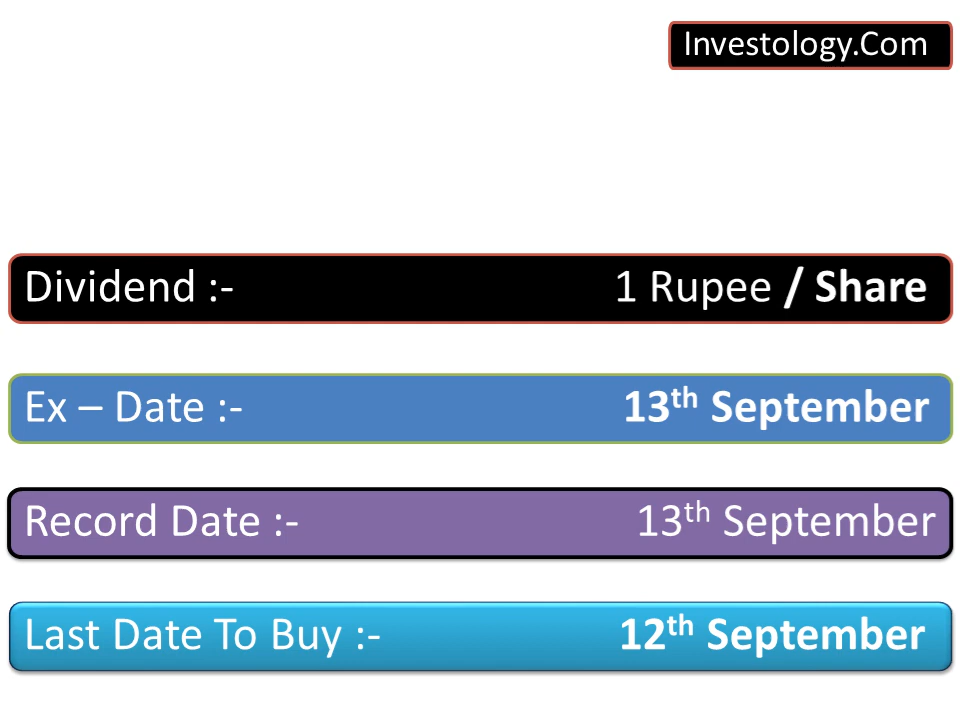 Investology.Com
Dividend :- 1 Rupee / Share
Ex – Date :- 13th September
Record Date :- 13th September
Last Date To Buy :- 12th September